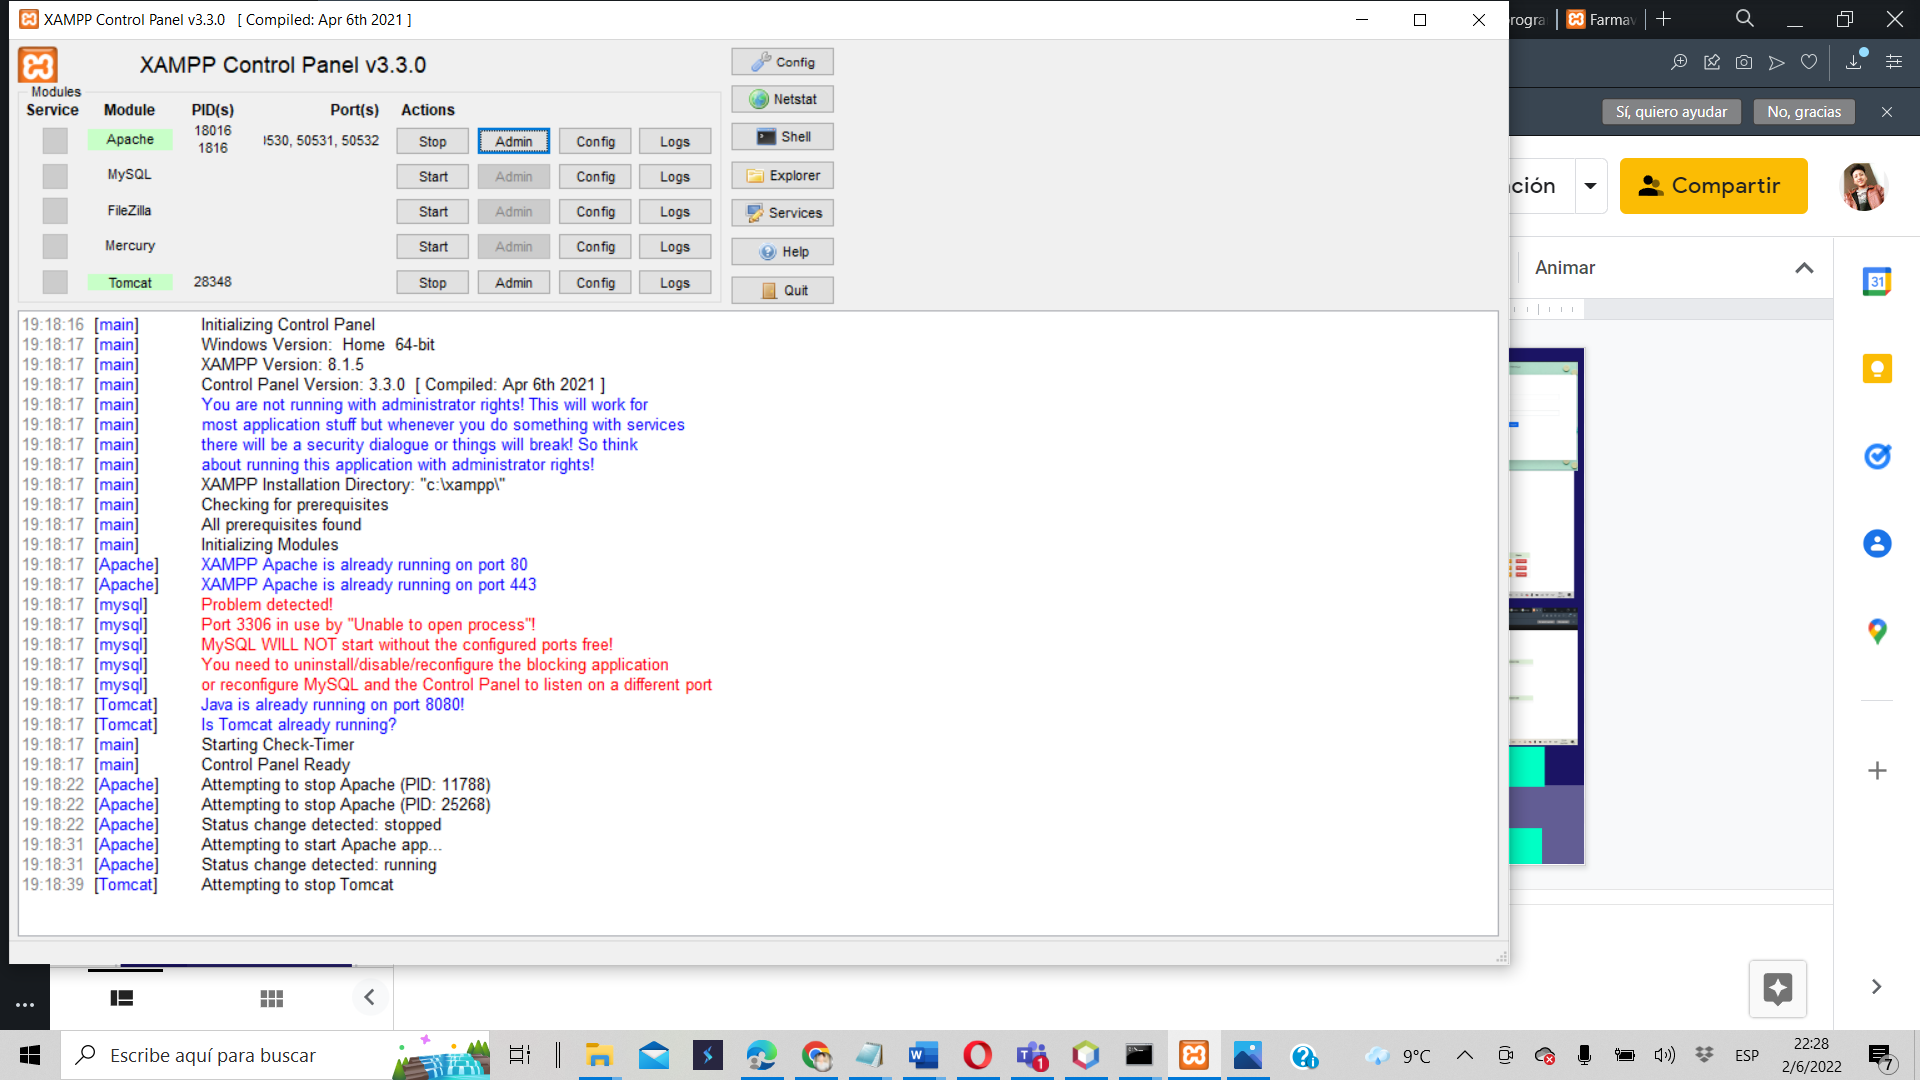 XAMPP Control Panel v3.3.0 [ Compiled: Apr 6th 2021 ]
Farmav
XAMPP Control Panel v3.3.0
Modules
Service Module PID(s) Port(s) Actions
Apache 18016 1816 50531, 50532 Stop Admin Config Logs
MySQL Start Admin Config Logs
FileZilla Start Admin Config Logs
Mercury Start Admin Config Logs
Tomcat 28348 Stop Admin Config Logs
Config
Netstat
Shell
Explorer
Services
Help
Quit
Sí, quiero ayudar No, gracias
Compartir
Animar
31
19:18:16 [main] Initializing Control Panel
19:18:17 [main] Windows Version: Home 64-bit
19:18:17 [main] XAMPP Version: 8.1.5
19:18:17 [main] Control Panel Version: 3.3.0 [ Compiled: Apr 6th 2021 ]
19:18:17 [main] You are not running with administrator rights! This will work for
19:18:17 [main] most application stuff but whenever you do something with services
19:18:17 [main] there will be a security dialogue or things will break! So think
19:18:17 [main] about running this application with administrator rights!
19:18:17 [main] XAMPP Installation Directory: "c:\xampp\"
19:18:17 [main] Checking for prerequisites
19:18:17 [main] All prerequisites found
19:18:17 [main] Initializing Modules
19:18:17 [Apache] XAMPP Apache is already running on port 80
19:18:17 [Apache] XAMPP Apache is already running on port 443
19:18:17 [mysql] Problem detected!
19:18:17 [mysql] Port 3306 in use by "Unable to open process"!
19:18:17 [mysql] MySQL WILL NOT start without the configured ports free!
19:18:17 [mysql] You need to uninstall/disable/reconfigure the blocking application
19:18:17 [mysql] or reconfigure MySQL and the Control Panel to listen on a different port
19:18:17 [Tomcat] Java is already running on port 8080!
19:18:17 [Tomcat] Is Tomcat already running?
19:18:17 [main] Starting Check-Timer
19:18:17 [main] Control Panel Ready
19:18:22 [Apache] Attempting to stop Apache (PID: 11788)
19:18:22 [Apache] Attempting to stop Apache (PID: 25268)
19:18:22 [Apache] Status change detected: stopped
19:18:31 [Apache] Attempting to start Apache app...
19:18:31 [Apache] Status change detected: running
19:18:39 [Tomcat] Attempting to stop Tomcat
Escribe aquí para buscar
9°C
ESP
22:28
2/6/2022
7